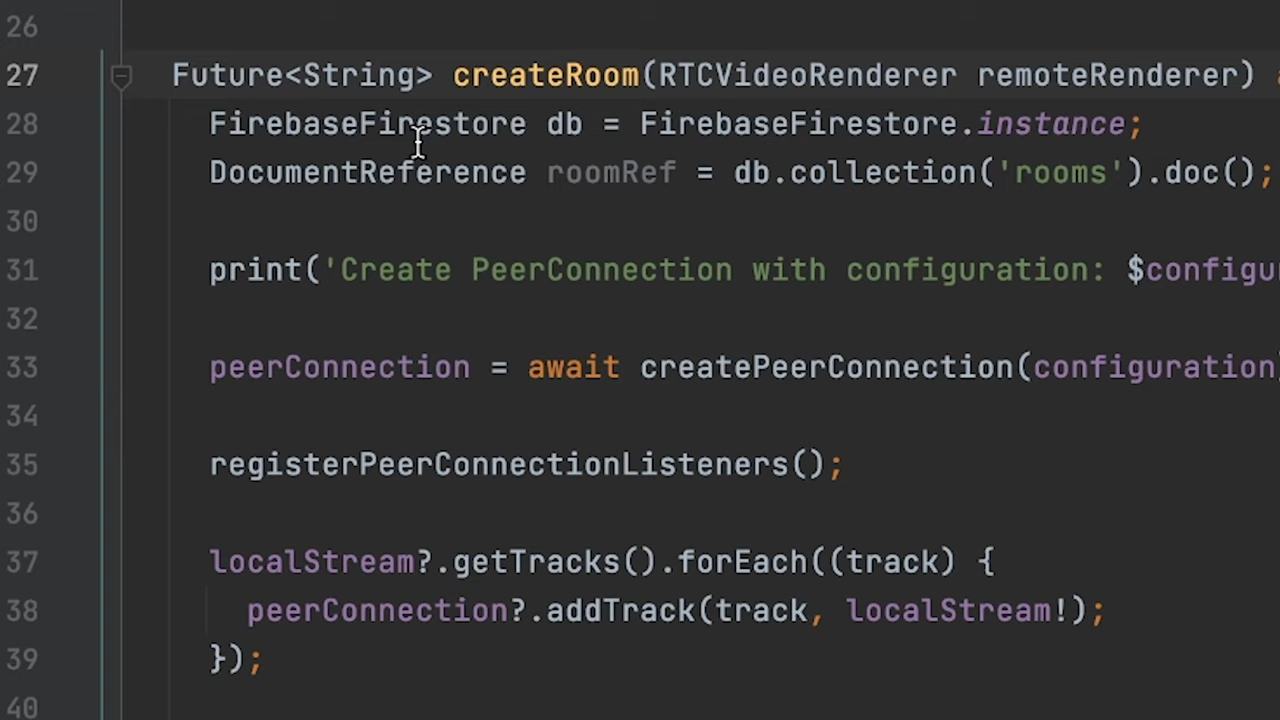 26
27 Future<String> createRoom(RTCVideoRenderer remoteRenderer)
28 FirebaseFirestore db = FirebaseFirestore.instance;
29 DocumentReference roomRef = db.collection('rooms').doc();
30
31 print('Create PeerConnection with configuration: $configu
32
33 peerConnection = await createPeerConnection(configuration
34
35 registerPeerConnectionListeners();
36
37 localStream?.getTracks().forEach((track) {
38 peerConnection?.addTrack(track, localStream!);
39 });
40